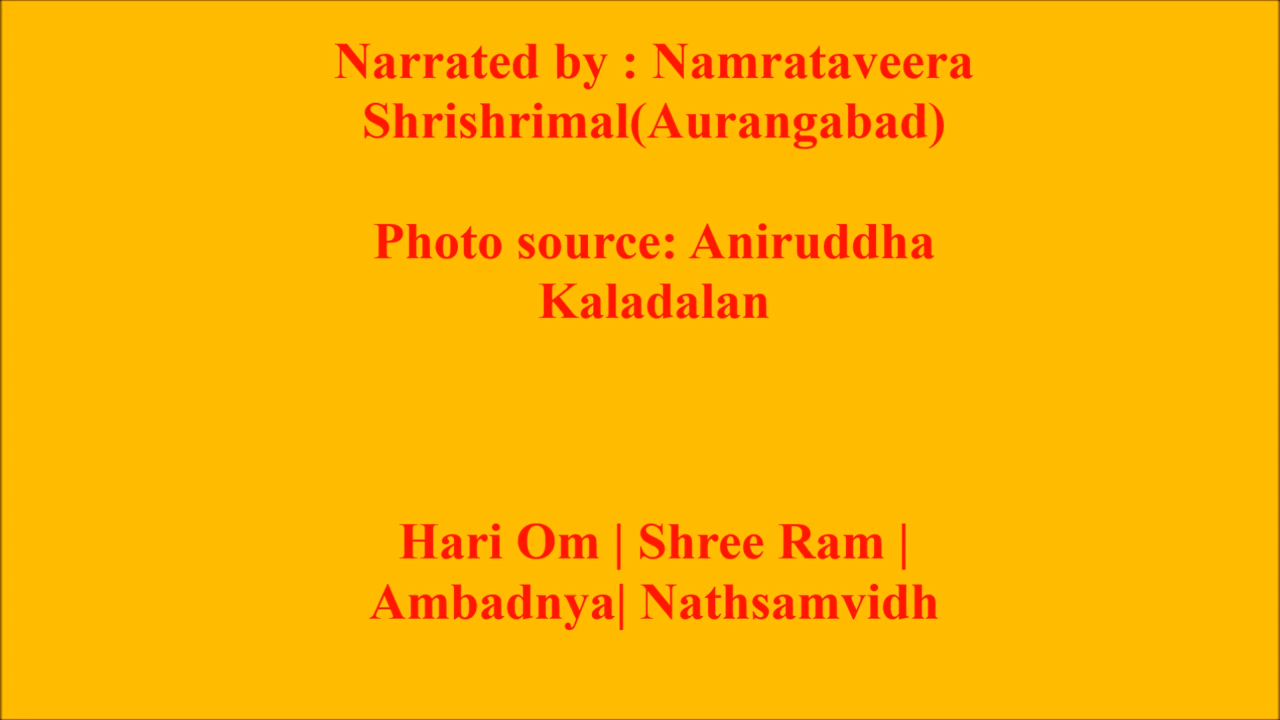 Narrated by : Namrataveera
Shrishrimal(Aurangabad)
Photo source: Aniruddha
Kaladalan
Hari Om | Shree Ram |
Ambadnya| Nathsamvidh